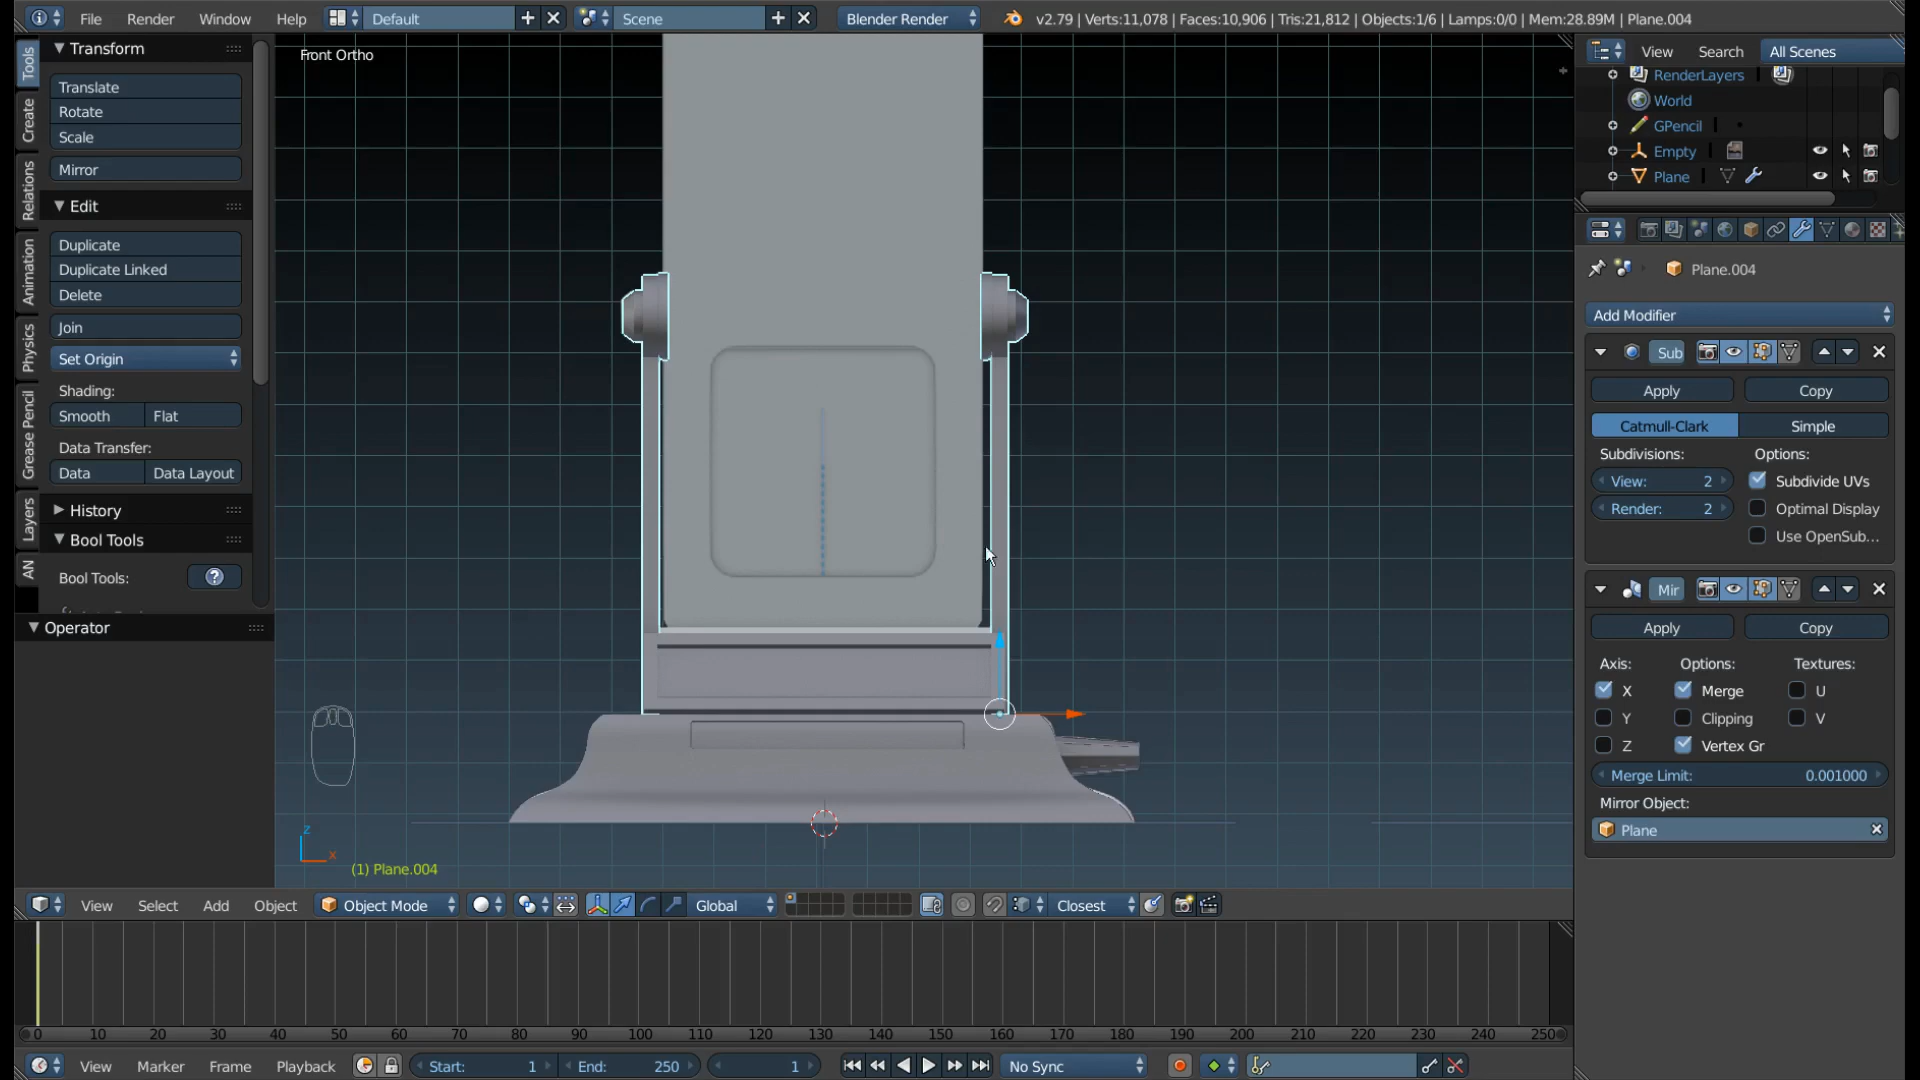 File Render Window Help Default Scene Blender Render v2.79 | Verts:11,078 | Faces:10,906 | Tris:21,812 | Objects:1/6 | Lamps:0/0 | Mem:28.89M | Plane.004
Tools
Create
Relations
Animation
Physics
Grease Pencil
Layers
AN
Transform
Translate
Rotate
Scale
Mirror
Edit
Duplicate
Duplicate Linked
Delete
Join
Set Origin
Shading:
Smooth Flat
Data Transfer:
Data Data Layout
History
Bool Tools
Bool Tools:
Operator
Front Ortho
z
x
(1) Plane.004
View Search All Scenes
RenderLayers
World
GPencil
Empty
Plane
Plane.004
Add Modifier
Sub
Apply Copy
Catmull-Clark Simple
Subdivisions: Options:
View: 2 Subdivide UVs
Render: 2 Optimal Display
Use OpenSub...
Mir
Apply Copy
Axis: Options: Textures:
X Merge U
Y Clipping V
Z Vertex Gr
Merge Limit: 0.001000
Mirror Object:
Plane
View Select Add Object Object Mode Global Closest
0 10 20 30 40 50 60 70 80 90 100 110 120 130 140 150 160 170 180 190 200 210 220 230 240 250
View Marker Frame Playback Start: 1 End: 250 1 No Sync